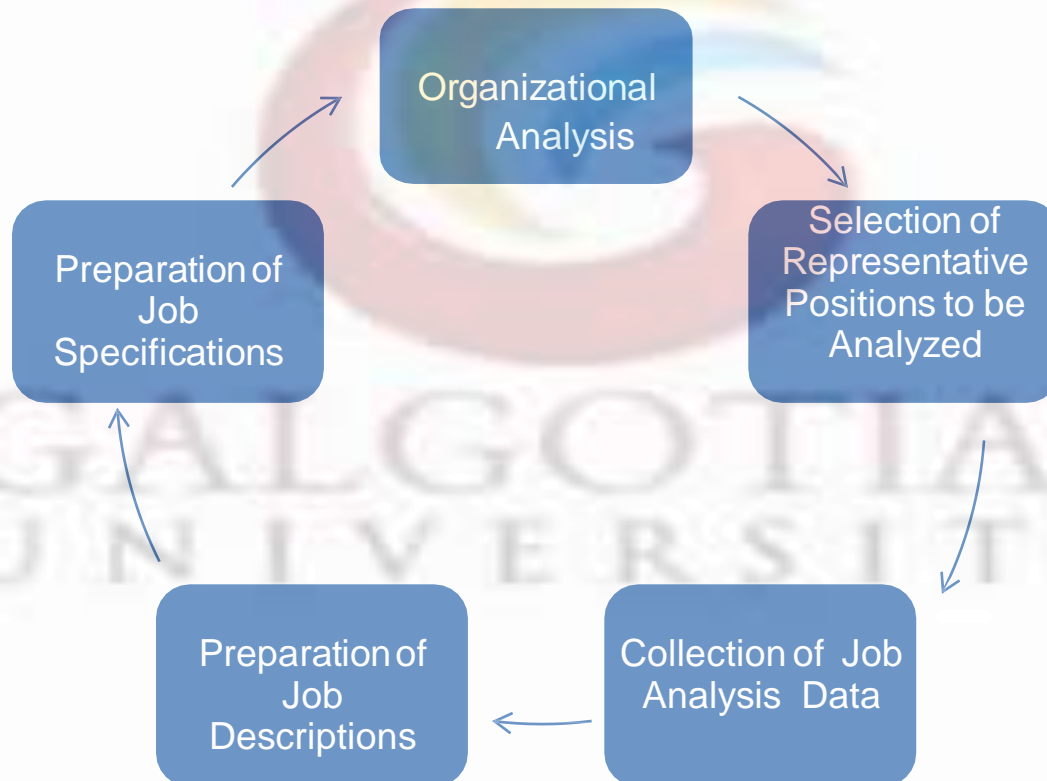 Organizational
Analysis
Selection of
Representative
Positions to be
Analyzed
Collection of Job
Analysis Data
Preparation of
Job
Descriptions
Preparation of
Job
Specifications
GALGOTIA
UNIVERSIT